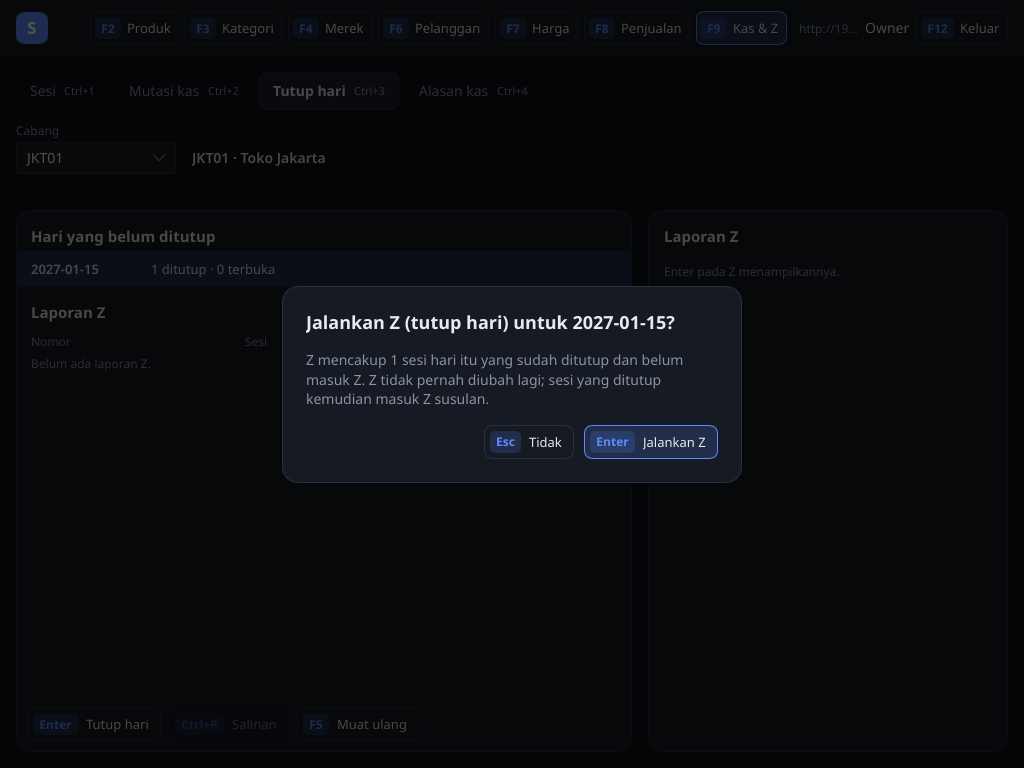 S F2 Produk F3 Kategori F4 Merek F6 Pelanggan F7 Harga F8 Penjualan F9 Kas & Z http://19... Owner F12 Keluar
Sesi Ctrl+1 Mutasi kas Ctrl+2 Tutup hari Ctrl+3 Alasan kas Ctrl+4
Cabang
JKT01 JKT01 · Toko Jakarta
Hari yang belum ditutup
2027-01-15 1 ditutup · 0 terbuka
Laporan Z
Nomor Sesi
Belum ada laporan Z.
Laporan Z
Enter pada Z menampilkannya.
Jalankan Z (tutup hari) untuk 2027-01-15?
Z mencakup 1 sesi hari itu yang sudah ditutup dan belum
masuk Z. Z tidak pernah diubah lagi; sesi yang ditutup
kemudian masuk Z susulan.
Esc Tidak Enter Jalankan Z
Enter Tutup hari Ctrl+P Salinan F5 Muat ulang